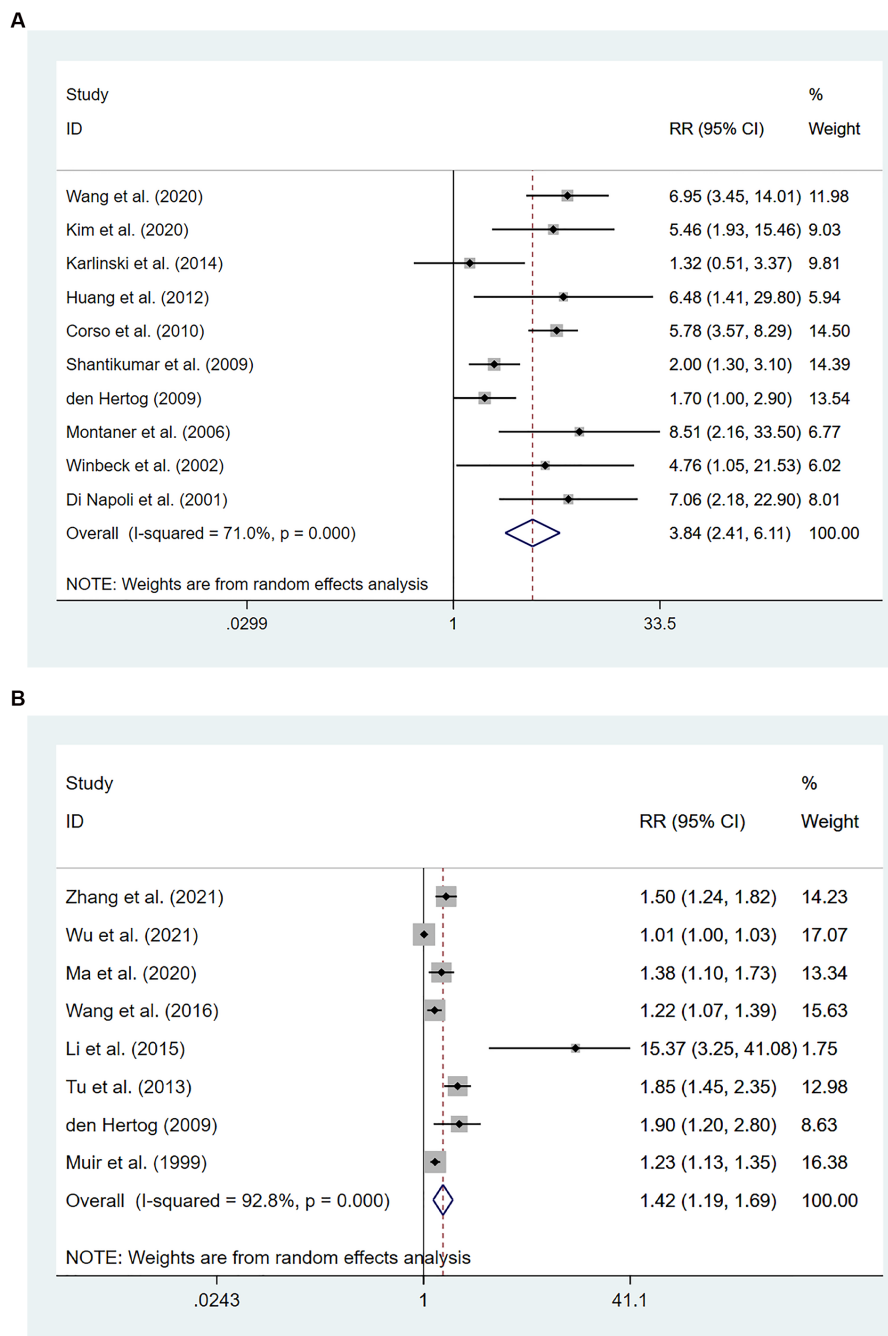 A
Study %
ID RR (95% CI) Weight
Wang et al. (2020) 6.95 (3.45, 14.01) 11.98
Kim et al. (2020) 5.46 (1.93, 15.46) 9.03
Karlinski et al. (2014) 1.32 (0.51, 3.37) 9.81
Huang et al. (2012) 6.48 (1.41, 29.80) 5.94
Corso et al. (2010) 5.78 (3.57, 8.29) 14.50
Shantikumar et al. (2009) 2.00 (1.30, 3.10) 14.39
den Hertog (2009) 1.70 (1.00, 2.90) 13.54
Montaner et al. (2006) 8.51 (2.16, 33.50) 6.77
Winbeck et al. (2002) 4.76 (1.05, 21.53) 6.02
Di Napoli et al. (2001) 7.06 (2.18, 22.90) 8.01
Overall (I-squared = 71.0%, p = 0.000) 3.84 (2.41, 6.11) 100.00
NOTE: Weights are from random effects analysis
.0299 1 33.5
B
Study %
ID RR (95% CI) Weight
Zhang et al. (2021) 1.50 (1.24, 1.82) 14.23
Wu et al. (2021) 1.01 (1.00, 1.03) 17.07
Ma et al. (2020) 1.38 (1.10, 1.73) 13.34
Wang et al. (2016) 1.22 (1.07, 1.39) 15.63
Li et al. (2015) 15.37 (3.25, 41.08) 1.75
Tu et al. (2013) 1.85 (1.45, 2.35) 12.98
den Hertog (2009) 1.90 (1.20, 2.80) 8.63
Muir et al. (1999) 1.23 (1.13, 1.35) 16.38
Overall (I-squared = 92.8%, p = 0.000) 1.42 (1.19, 1.69) 100.00
NOTE: Weights are from random effects analysis
.0243 1 41.1